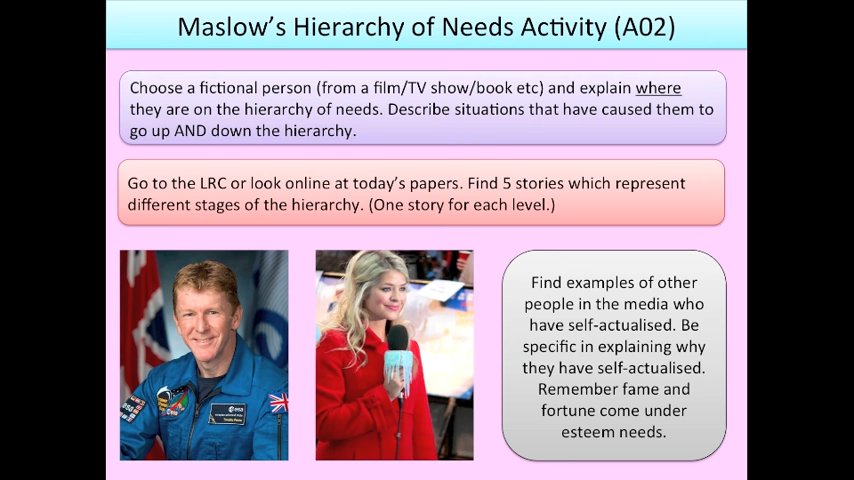 Maslow's Hierarchy of Needs Activity (A02)
Choose a fictional person (from a film/TV show/book etc) and explain where
they are on the hierarchy of needs. Describe situations that have caused them to
go up AND down the hierarchy.
Go to the LRC or look online at today's papers. Find 5 stories which represent
different stages of the hierarchy. (One story for each level.)
esa
Find examples of other
people in the media who
have self-actualised. Be
specific in explaining why
they have self-actualised.
Remember fame and
fortune come under
esteem needs.